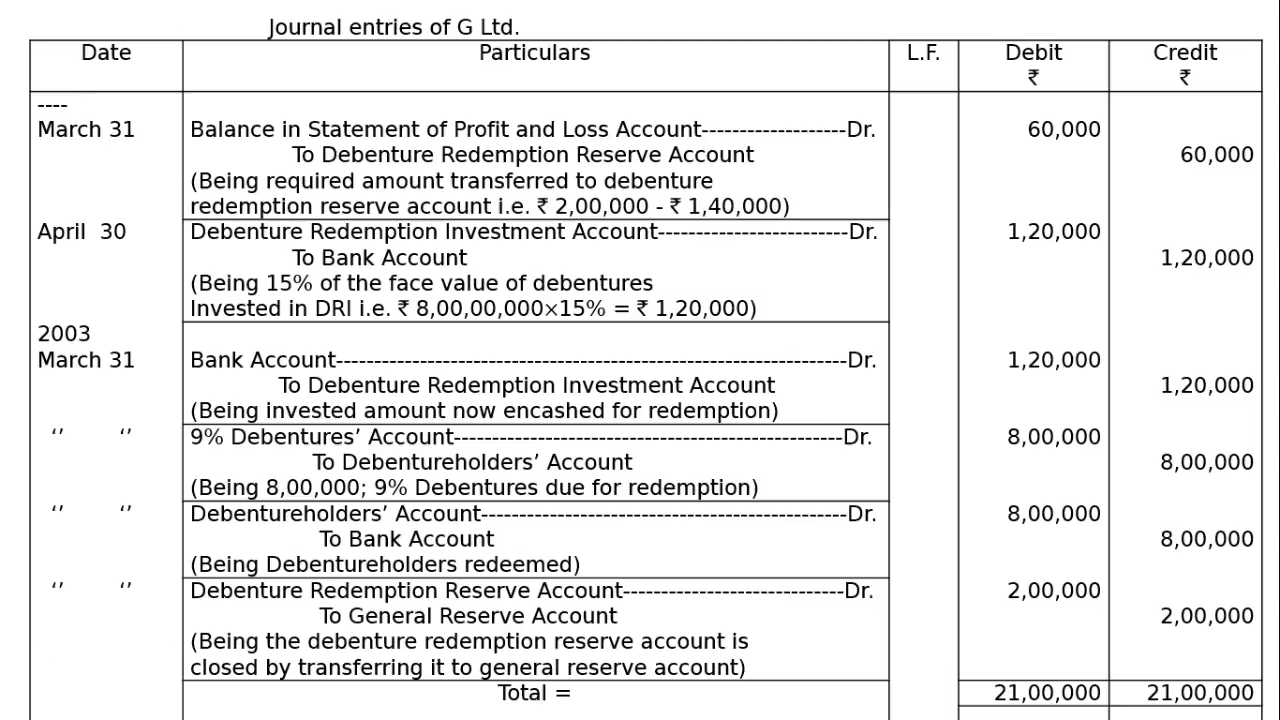 Journal entries of G Ltd.
Date Particulars L.F. Debit Credit
₹ ₹
----
March 31 Balance in Statement of Profit and Loss Account-------------------Dr. 60,000
To Debenture Redemption Reserve Account 60,000
(Being required amount transferred to debenture
redemption reserve account i.e. ₹ 2,00,000 - ₹ 1,40,000)
April 30 Debenture Redemption Investment Account-------------------------Dr. 1,20,000
To Bank Account 1,20,000
(Being 15% of the face value of debentures
Invested in DRI i.e. ₹ 8,00,00,000×15% = ₹ 1,20,000)
2003
March 31 Bank Account-------------------------------------------------------------------Dr. 1,20,000
To Debenture Redemption Investment Account 1,20,000
(Being invested amount now encashed for redemption)
‘’ ‘’ 9% Debentures’ Account---------------------------------------------------Dr. 8,00,000
To Debentureholders’ Account 8,00,000
(Being 8,00,000; 9% Debentures due for redemption)
‘’ ‘’ Debentureholders’ Account------------------------------------------------Dr. 8,00,000
To Bank Account 8,00,000
(Being Debentureholders redeemed)
‘’ ‘’ Debenture Redemption Reserve Account-----------------------------Dr. 2,00,000
To General Reserve Account 2,00,000
(Being the debenture redemption reserve account is
closed by transferring it to general reserve account)
Total = 21,00,000 21,00,000